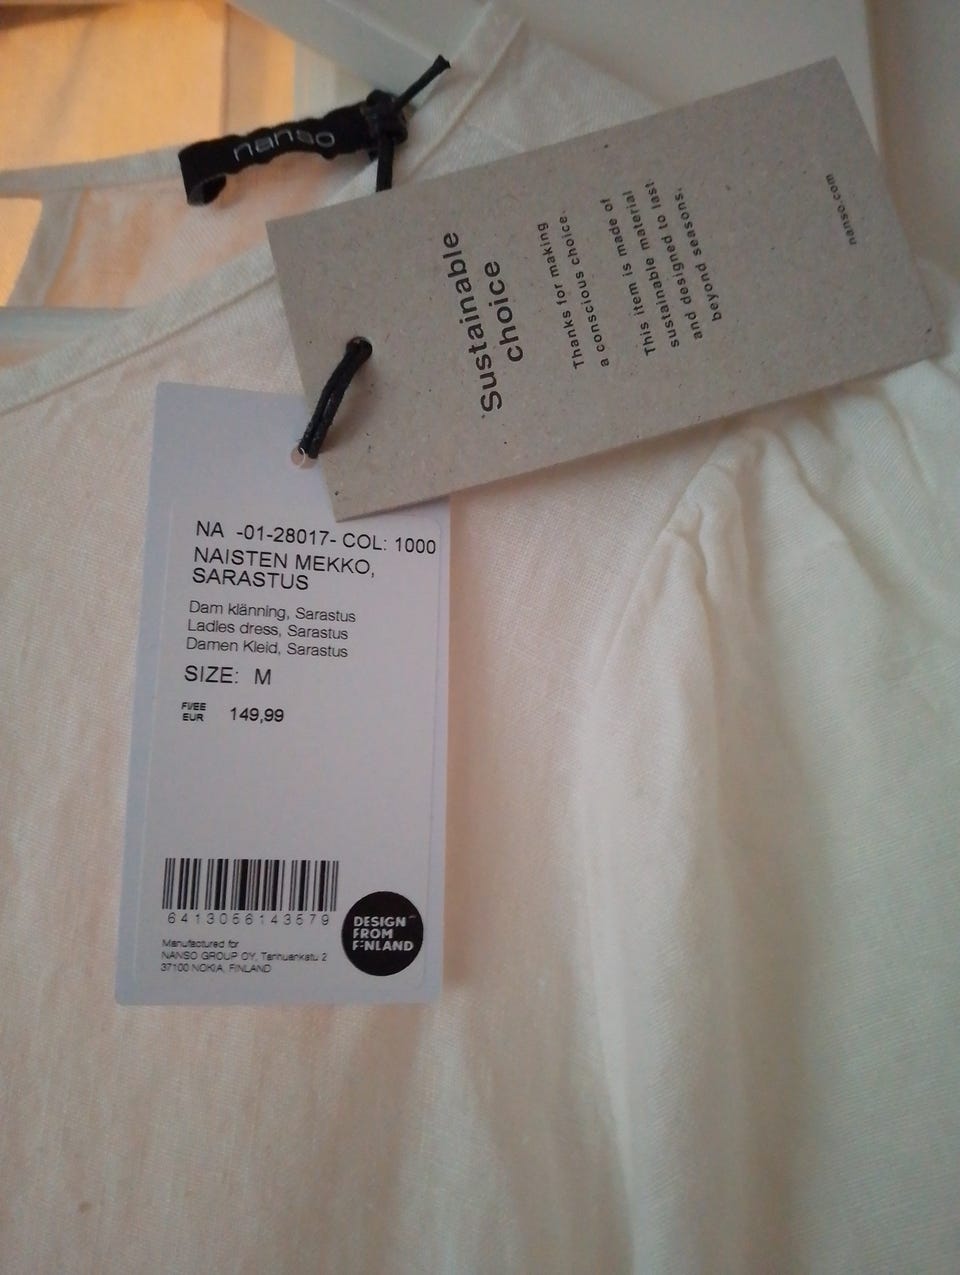 nanso
Sustainable
choice
Thanks for making
a conscious choice.
This item is made of
sustainable material
and designed to last
beyond seasons.
nanso.com
NA -01-28017- COL: 1000
NAISTEN MEKKO,
SARASTUS
Dam klänning, Sarastus
Ladies dress, Sarastus
Damen Kleid, Sarastus
SIZE: M
FI/EE
EUR 149,99
6413056143579
DESIGN
FROM
FINLAND
Manufactured for
NANSO GROUP OY, Tanhuankatu 2
37100 NOKIA, FINLAND